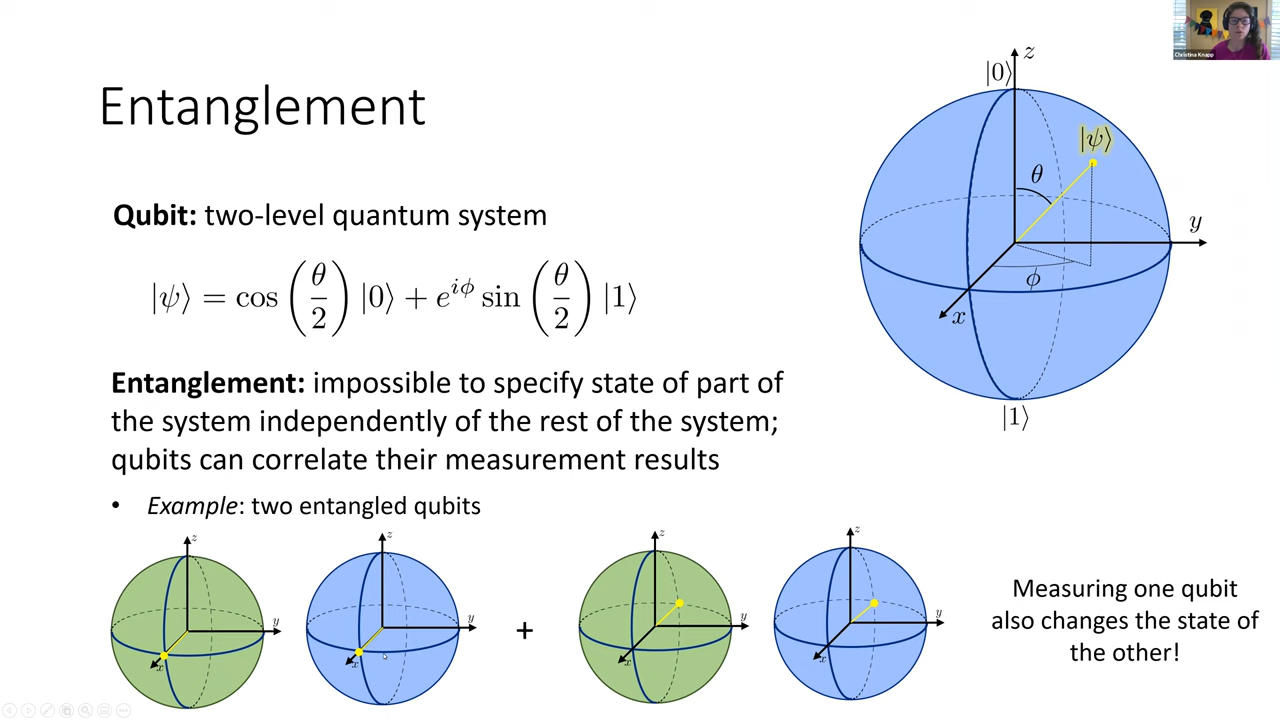 Christina Knapp
Entanglement
Qubit: two-level quantum system
|ψ⟩ = cos(θ/2)|0⟩ + e^{iϕ} sin(θ/2)|1⟩
Entanglement: impossible to specify state of part of
the system independently of the rest of the system;
qubits can correlate their measurement results
• Example: two entangled qubits
|0⟩
z
|ψ⟩
θ
y
ϕ
x
|1⟩
z
y
x
z
y
x
+
z
y
x
z
y
x
Measuring one qubit
also changes the state of
the other!